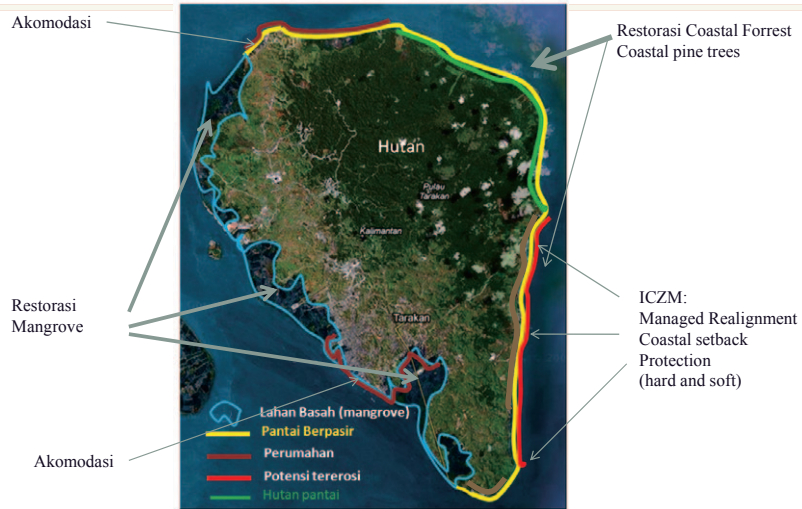 Akomodasi
Restorasi Coastal Forrest
Coastal pine trees
Hutan
Pulau
Tarakan
Kalimantan
Restorasi
Mangrove
ICZM:
Managed Realignment
Coastal setback
Protection
(hard and soft)
Tarakan
Akomodasi
Lahan Basah (mangrove)
Pantai Berpasir
Perumahan
Potensi tererosi
Hutan pantai